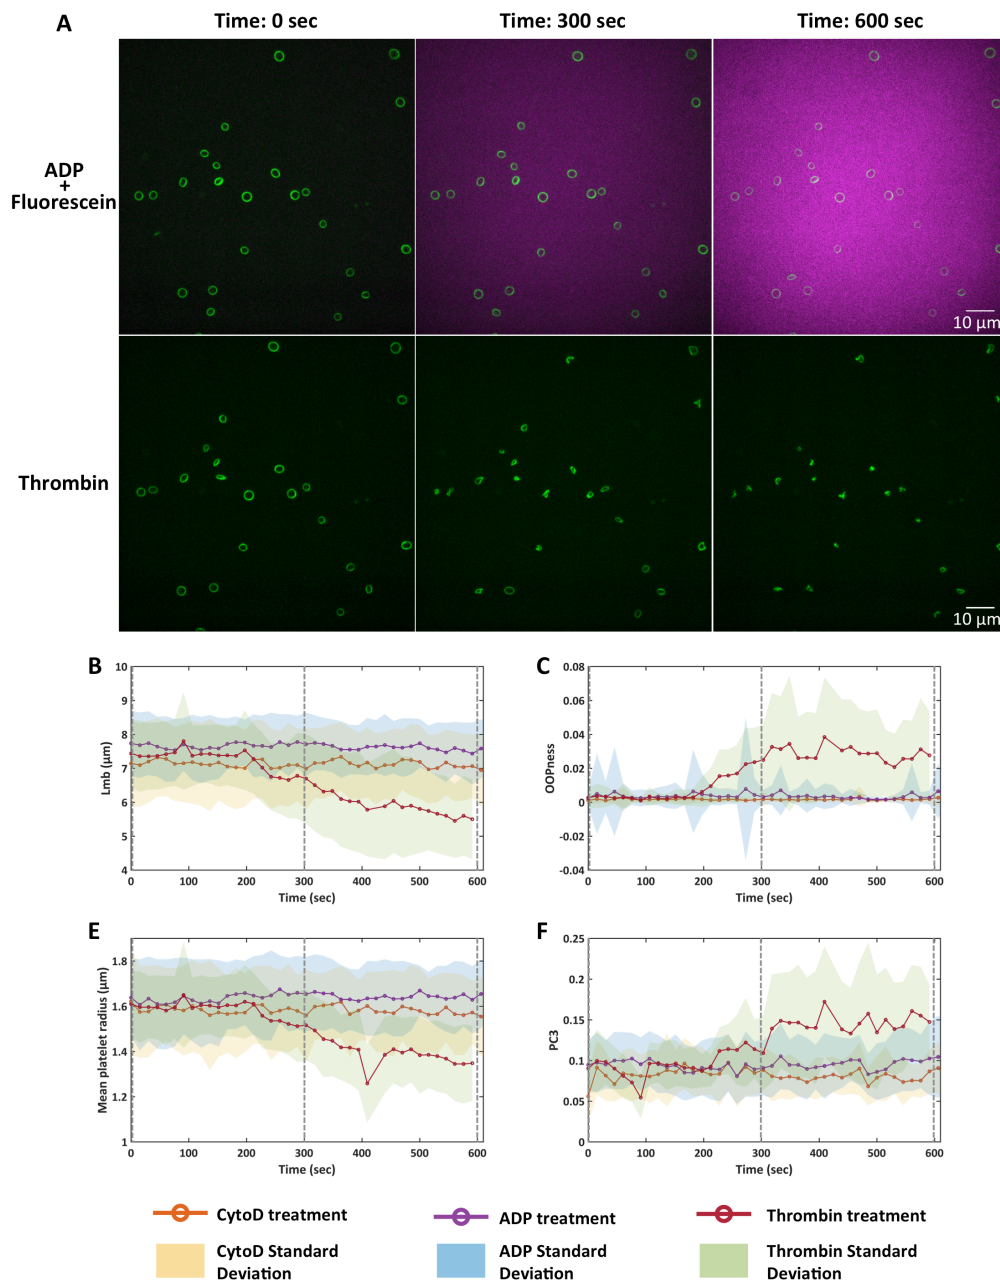 A
Time: 0 sec
Time: 300 sec
Time: 600 sec
ADP
+
Fluorescein
10 µm
Thrombin
10 µm
B
Lmb (µm)
10
9
8
7
6
5
4
0
100
200
300
400
500
600
Time (sec)
C
OOPness
0.08
0.06
0.04
0.02
0
-0.02
-0.04
0
100
200
300
400
500
600
Time (sec)
E
Mean platelet radius (µm)
1.8
1.6
1.4
1.2
1
0
100
200
300
400
500
600
Time (sec)
F
PC3
0.25
0.2
0.15
0.1
0.05
0
0
100
200
300
400
500
600
Time (sec)
CytoD treatment
ADP treatment
Thrombin treatment
CytoD Standard
Deviation
ADP Standard
Deviation
Thrombin Standard
Deviation